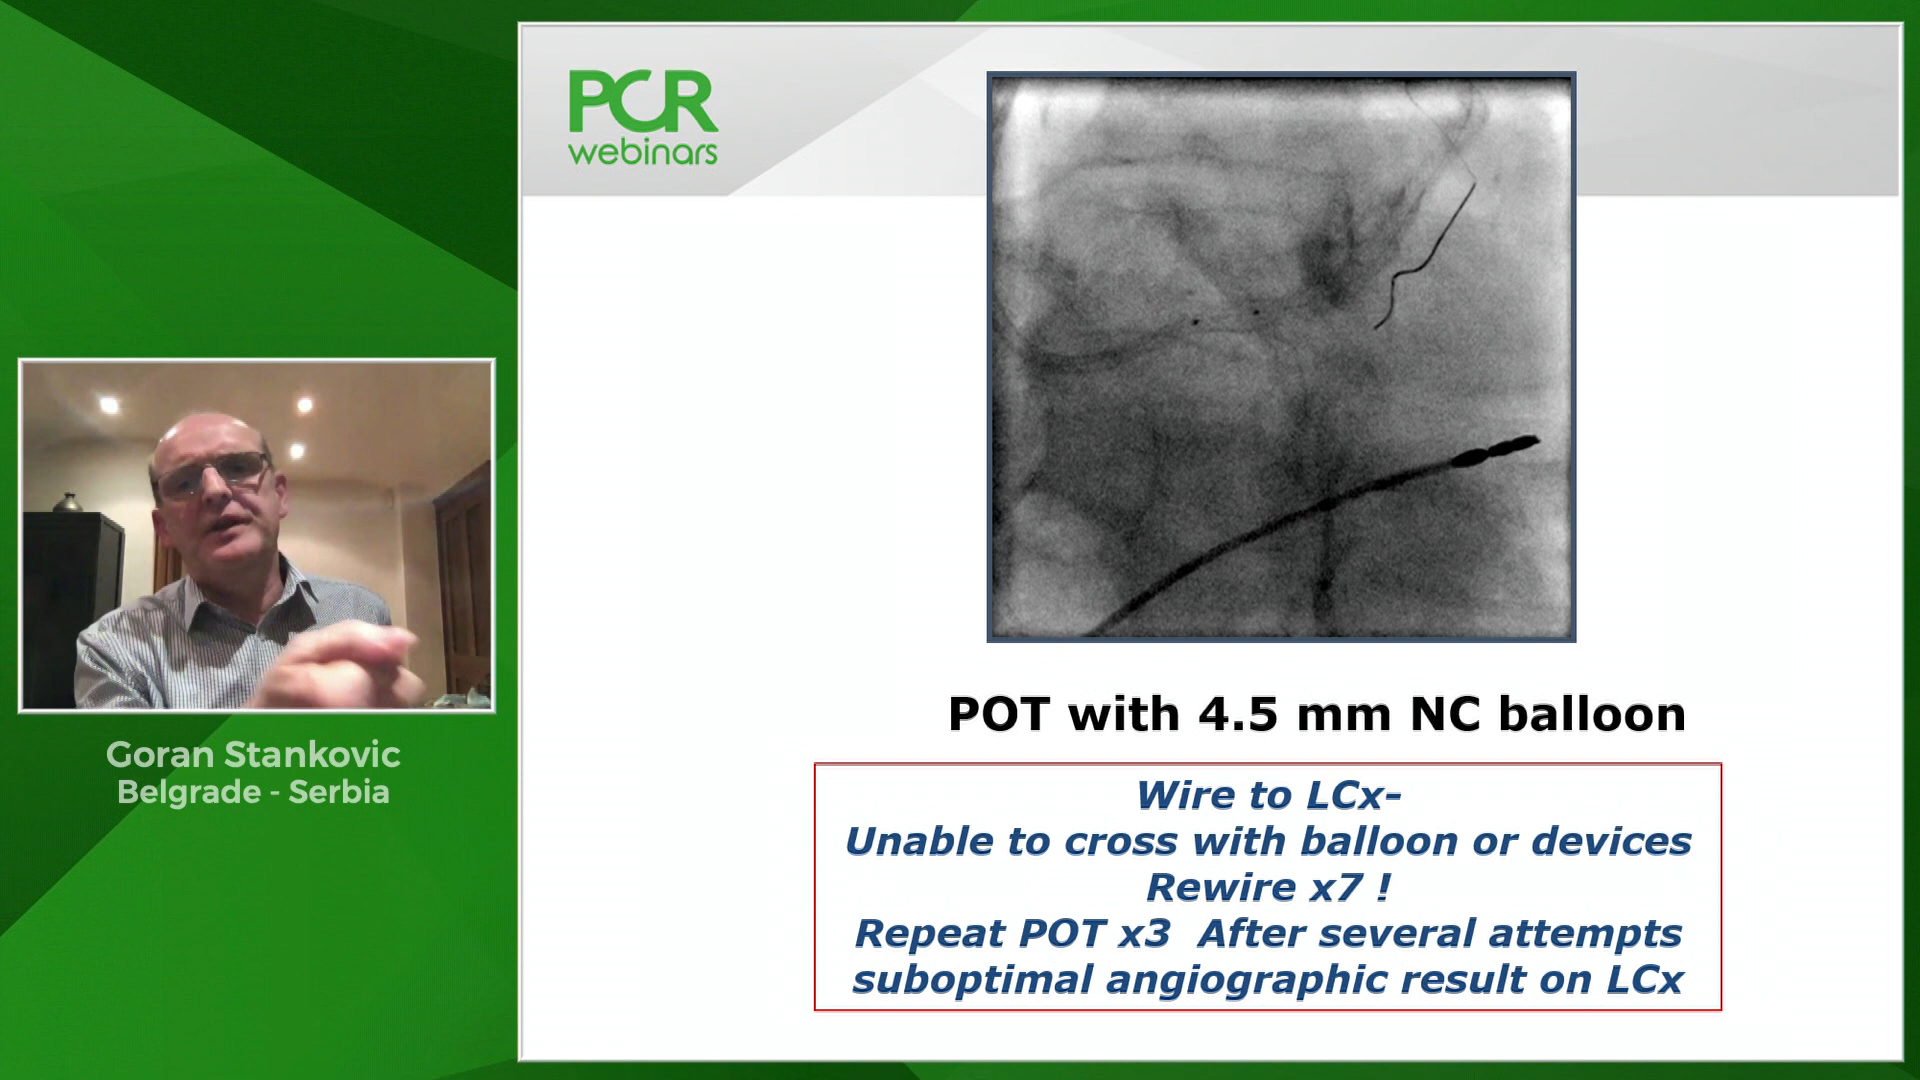 PCR
webinars
Goran Stankovic
Belgrade - Serbia
POT with 4.5 mm NC balloon
Wire to LCx-
Unable to cross with balloon or devices
Rewire x7 !
Repeat POT x3 After several attempts
suboptimal angiographic result on LCx